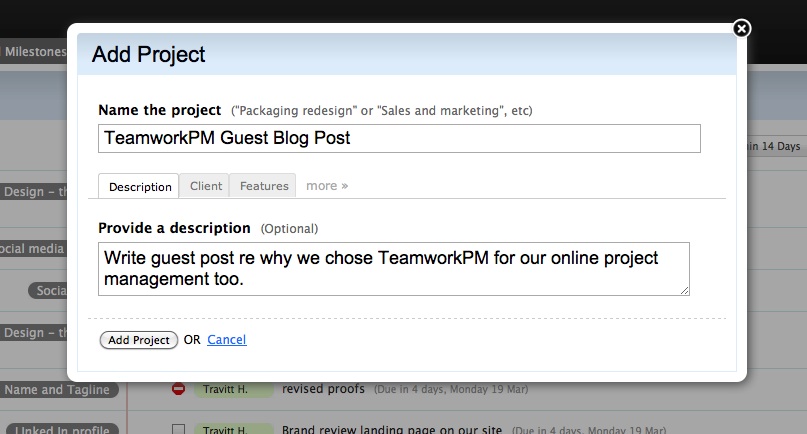 Milestones
Add Project
Name the project ("Packaging redesign" or "Sales and marketing", etc)
TeamworkPM Guest Blog Post
in 14 Days
Description Client Features more »
Design – th
Provide a description (Optional)
ocial media
Write guest post re why we chose TeamworkPM for our online project
management too.
Socia
Design – th
Add Project OR Cancel
Name and Tagline Travitt H. revised proofs (Due in 4 days, Monday 19 Mar)
LInked In profile Travitt H. Brand review landing page on our site (Due in 4 days, Monday 19 Mar)